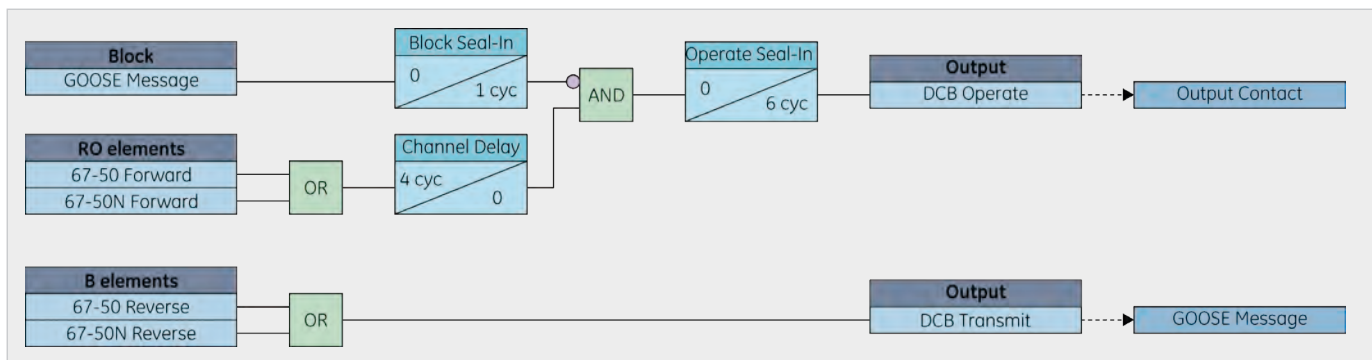 Block
GOOSE Message
Block Seal-In
0
1 cyc
AND
Operate Seal-In
0
6 cyc
Output
DCB Operate
Output Contact
RO elements
67-50 Forward
67-50N Forward
OR
Channel Delay
4 cyc
0
B elements
67-50 Reverse
67-50N Reverse
OR
Output
DCB Transmit
GOOSE Message